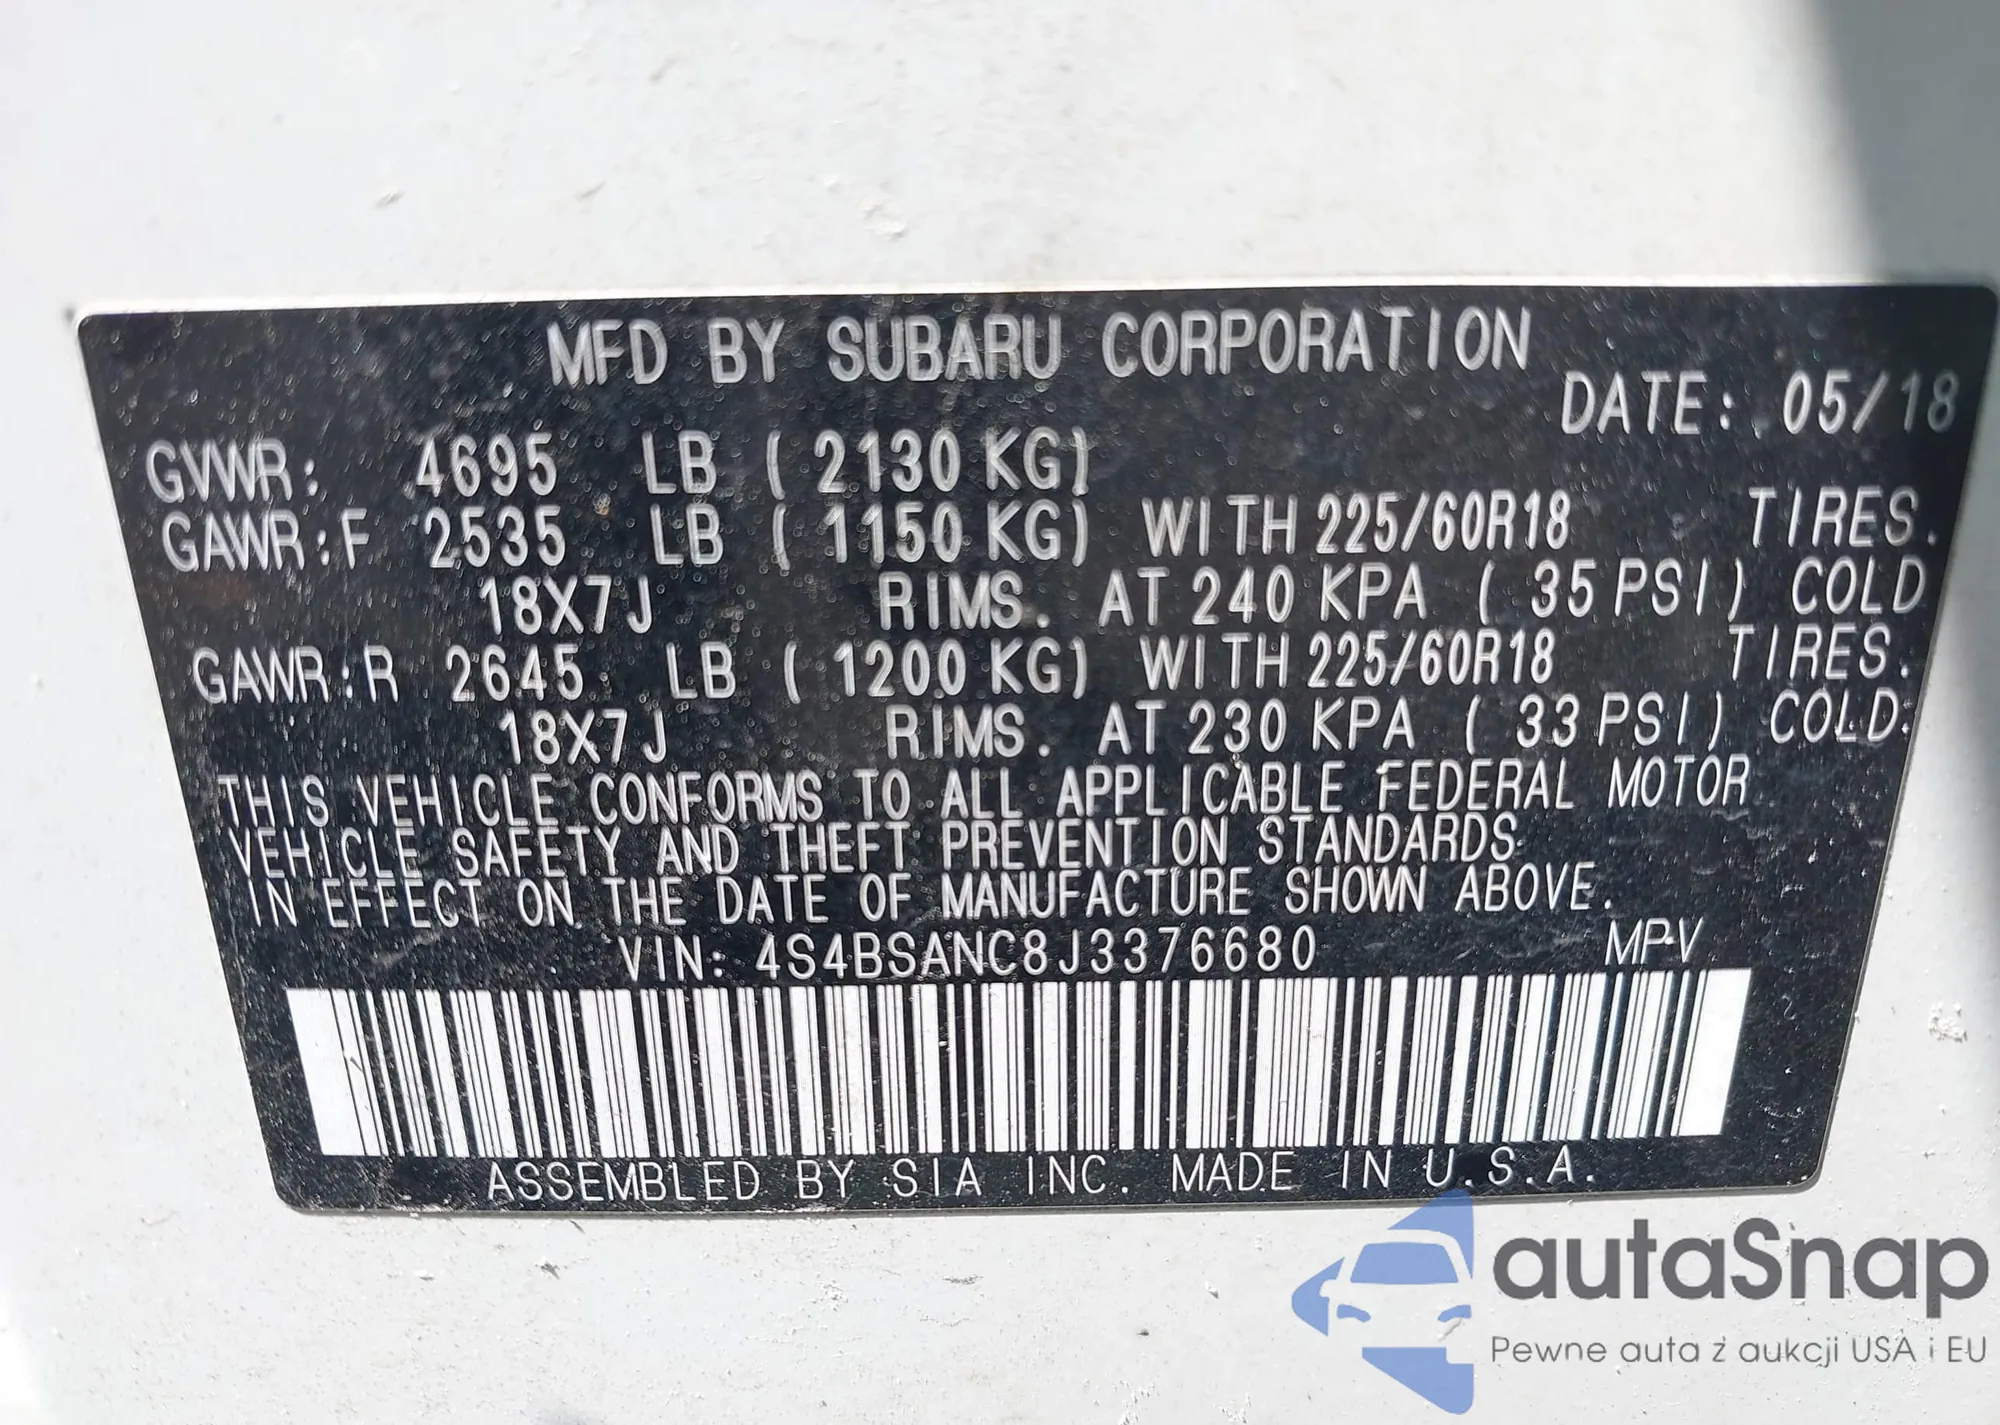 MFD BY SUBARU CORPORATION
DATE: 05/18
GVWR: 4695 LB (2130 KG)
GAWR:F 2535 LB (1150 KG) WITH 225/60R18 TIRES.
18X7J RIMS. AT 240 KPA ( 35 PSI) COLD
GAWR:R 2645 LB (1200 KG) WITH 225/60R18 TIRES.
18X7J RIMS. AT 230 KPA ( 33 PSI) COLD.
THIS VEHICLE CONFORMS TO ALL APPLICABLE FEDERAL MOTOR
VEHICLE SAFETY AND THEFT PREVENTION STANDARDS
IN EFFECT ON THE DATE OF MANUFACTURE SHOWN ABOVE.
VIN: 4S4BSANC8J3376680 MPV
ASSEMBLED BY SIA INC. MADE IN U.S.A.
autaSnap
Pewne auta z aukcji USA i EU